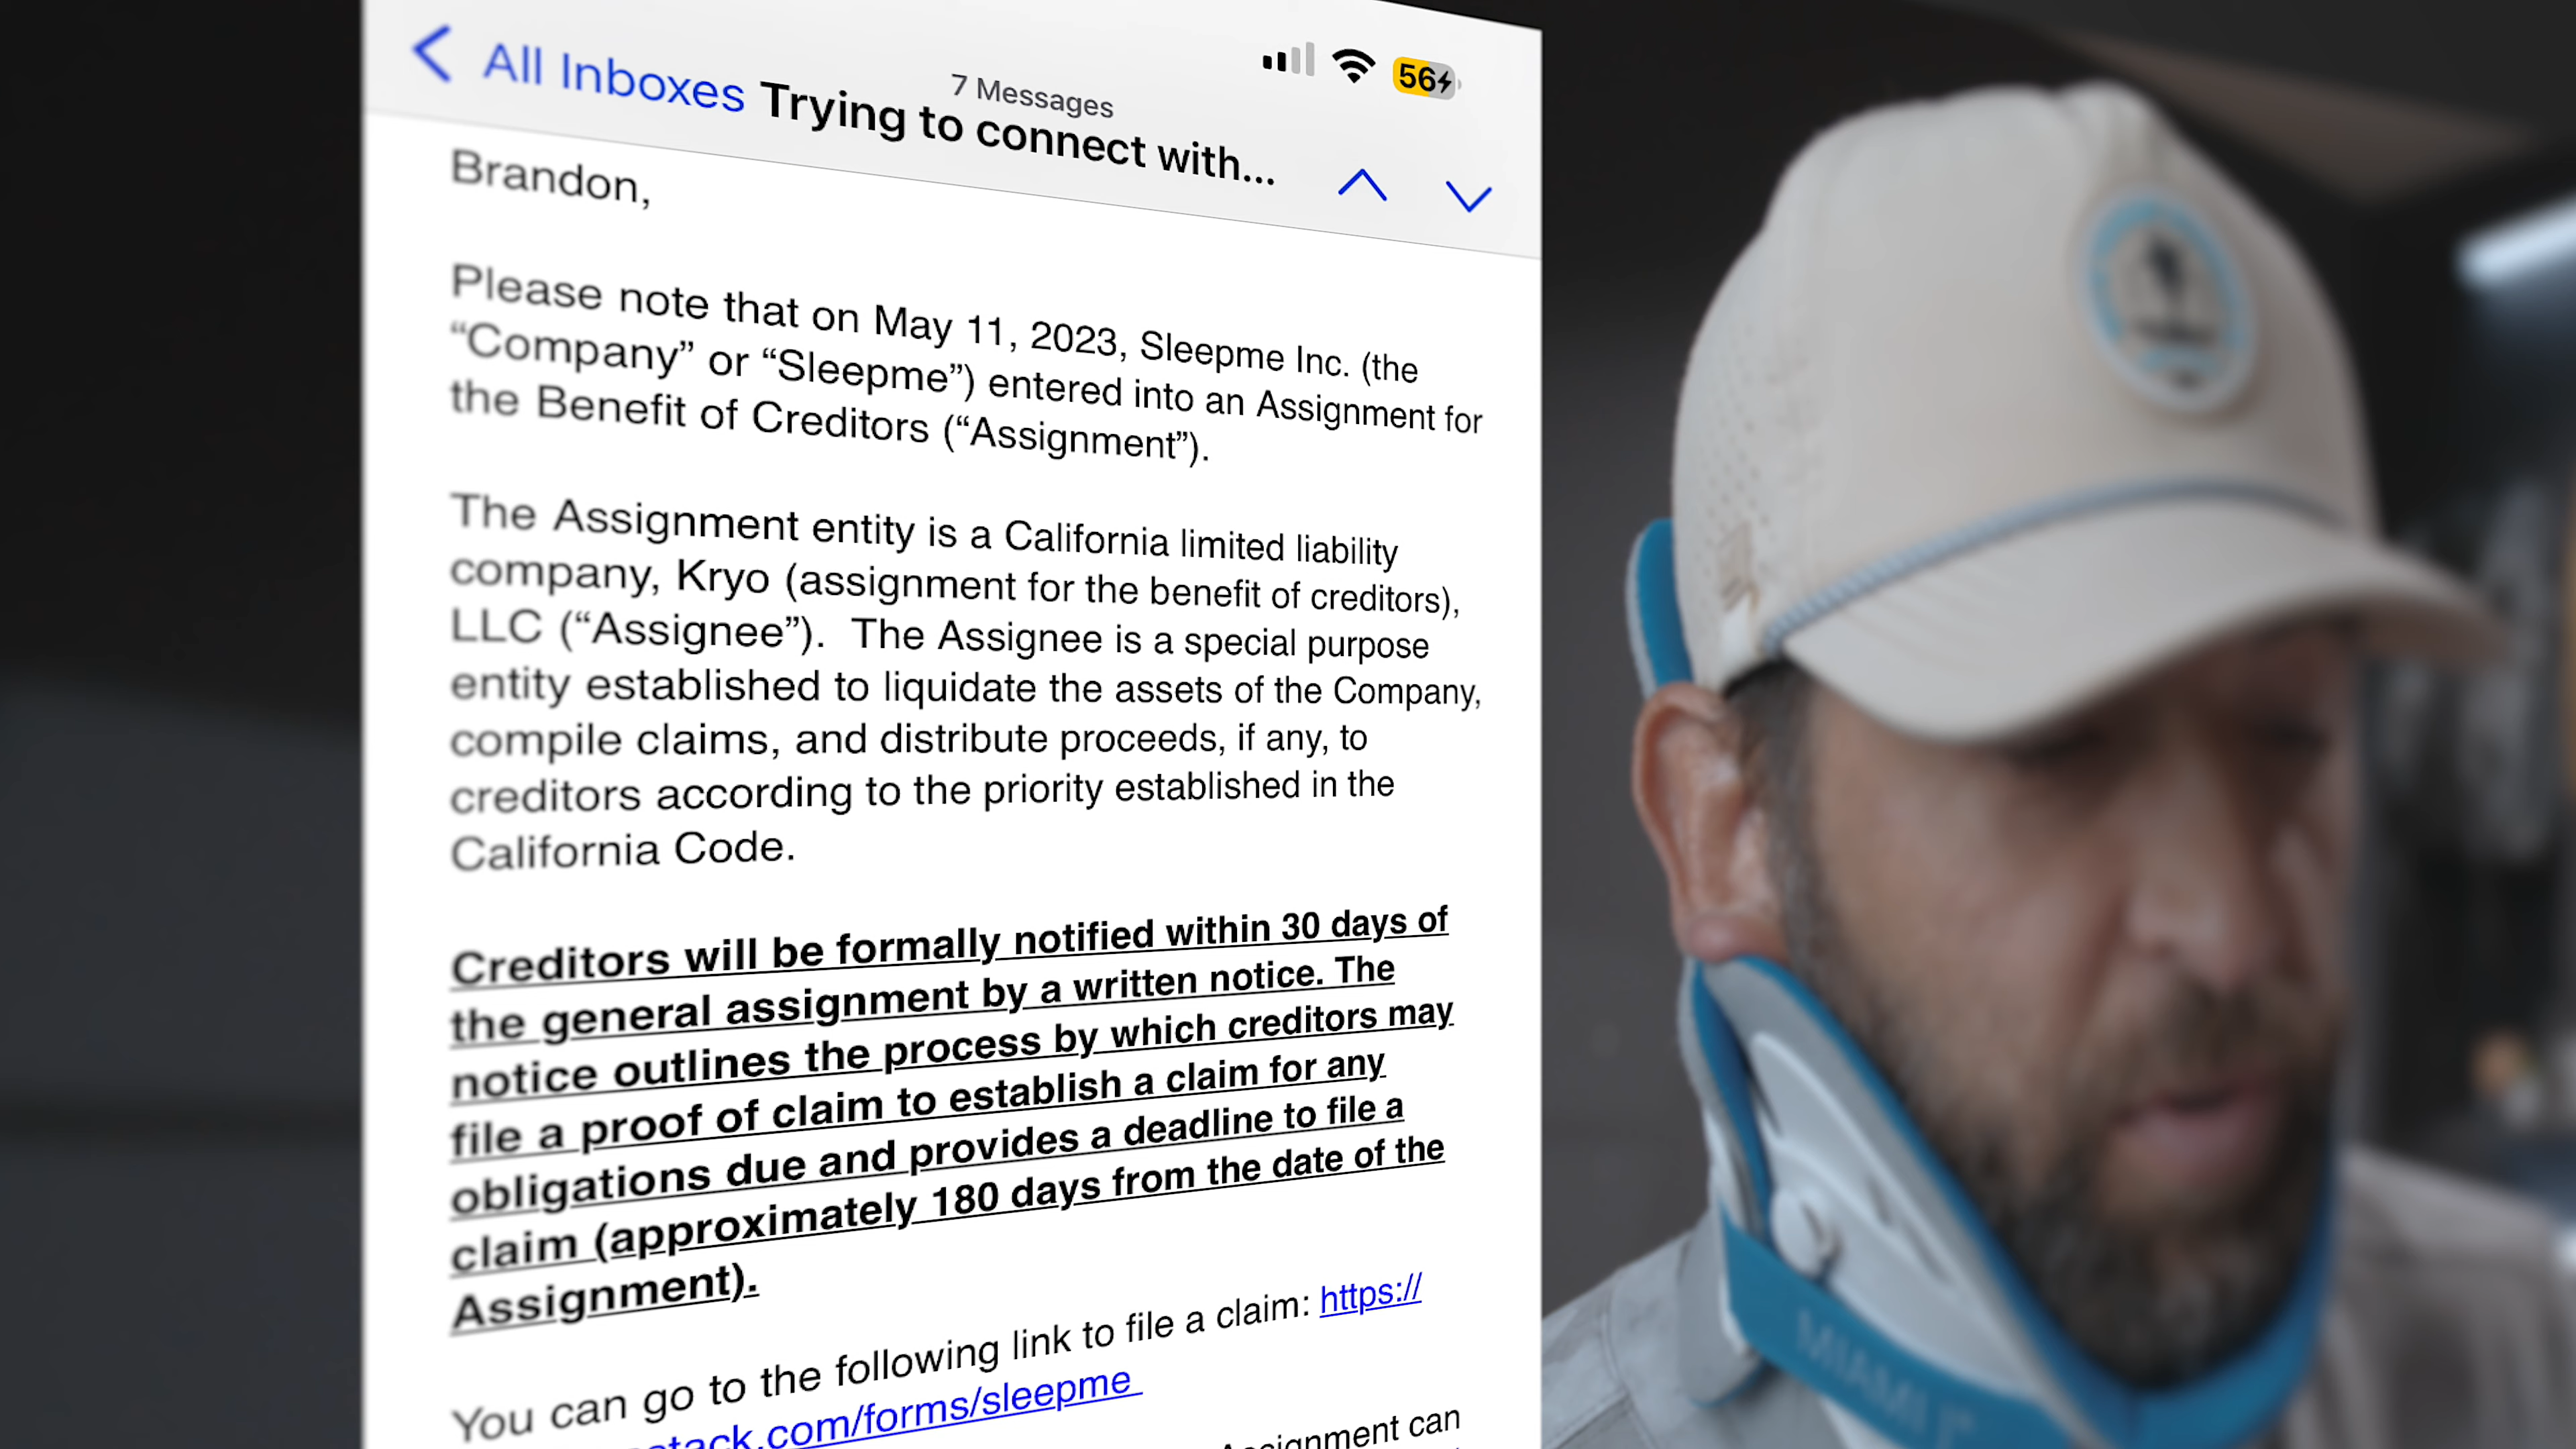 All Inboxes
7 Messages
Trying to connect with...
56
Brandon,
Please note that on May 11, 2023, Sleepme Inc. (the
“Company” or “Sleepme”) entered into an Assignment for
the Benefit of Creditors (“Assignment”).
The Assignment entity is a California limited liability
company, Kryo (assignment for the benefit of creditors),
LLC (“Assignee”). The Assignee is a special purpose
entity established to liquidate the assets of the Company,
compile claims, and distribute proceeds, if any, to
creditors according to the priority established in the
California Code.
Creditors will be formally notified within 30 days of
the general assignment by a written notice. The
notice outlines the process by which creditors may
file a proof of claim to establish a claim for any
obligations due and provides a deadline to file a
claim (approximately 180 days from the date of the
Assignment).
You can go to the following link to file a claim: https://
stack.com/forms/sleepme
Assignment can
MIAMI